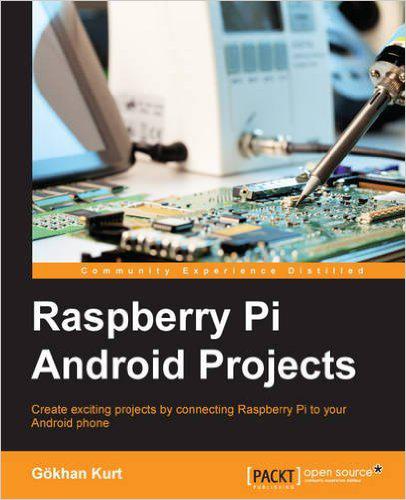 Community Experience Distilled
Raspberry Pi
Android Projects
Create exciting projects by connecting Raspberry Pi to your
Android phone
Gökhan Kurt
[PACKT] open source*
PUBLISHING